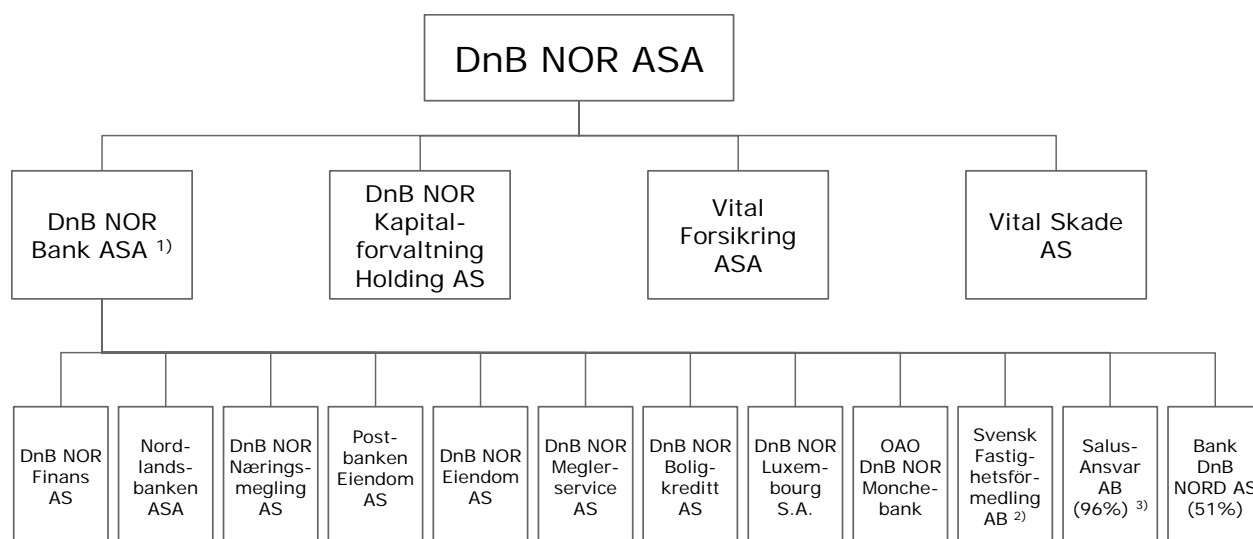 DnB NOR ASA
DnB NOR
Bank ASA 1)
DnB NOR
Kapital-
forvaltning
Holding AS
Vital
Forsikring
ASA
Vital Skade
AS
DnB NOR
Finans
AS
Nord-
lands-
banken
ASA
DnB NOR
Nærings-
megling
AS
Post-
banken
Eiendom
AS
DnB NOR
Eiendom
AS
DnB NOR
Megler-
service
AS
DnB NOR
Bolig-
kreditt
AS
DnB NOR
Luxem-
bourg
S.A.
OAO
DnB NOR
Monche-
bank
Svensk
Fastig-
hetsför-
medling
AB 2)
Salus-
Ansvar
AB
(96%) 3)
Bank
DnB
NORD AS
(51%)